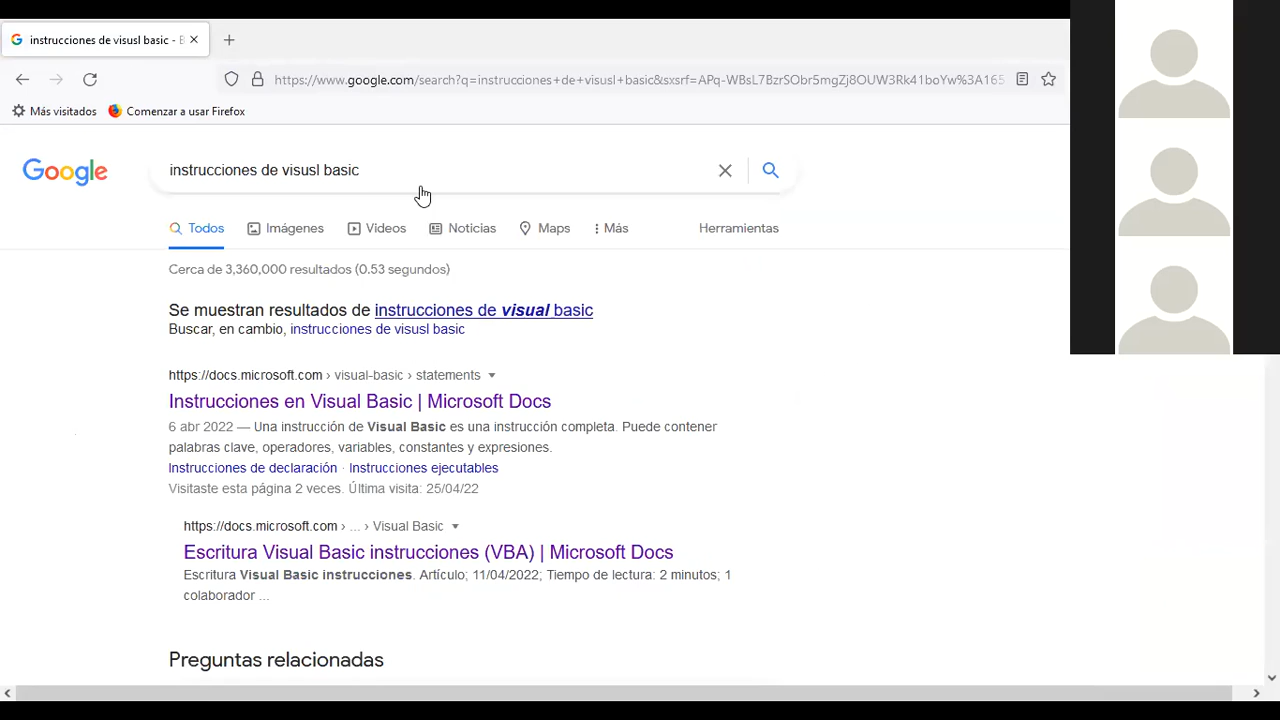 instrucciones de visusl basic - B
https://www.google.com/search?q=instrucciones+de+visusl+basic&sxsrf=APq-WBsL7BzrSObr5mgZj8OUW3Rk41boYw%3A165
Más visitados Comenzar a usar Firefox
Google instrucciones de visusl basic
Todos Imágenes Videos Noticias Maps Más Herramientas
Cerca de 3,360,000 resultados (0.53 segundos)
Se muestran resultados de instrucciones de visual basic
Buscar, en cambio, instrucciones de visusl basic
https://docs.microsoft.com › visual-basic › statements
Instrucciones en Visual Basic | Microsoft Docs
6 abr 2022 — Una instrucción de Visual Basic es una instrucción completa. Puede contener
palabras clave, operadores, variables, constantes y expresiones.
Instrucciones de declaración · Instrucciones ejecutables
Visitaste esta página 2 veces. Última visita: 25/04/22
https://docs.microsoft.com › ... › Visual Basic
Escritura Visual Basic instrucciones (VBA) | Microsoft Docs
Escritura Visual Basic instrucciones. Artículo; 11/04/2022; Tiempo de lectura: 2 minutos; 1
colaborador ...
Preguntas relacionadas